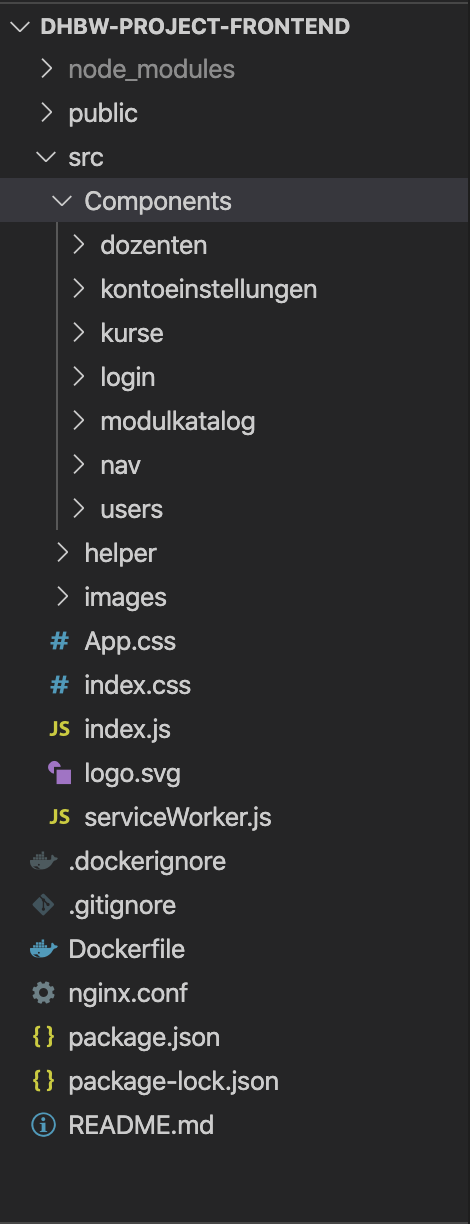 DHBW-PROJECT-FRONTEND
node_modules
public
src
Components
dozenten
kontoeinstellungen
kurse
login
modulkatalog
nav
users
helper
images
# App.css
# index.css
JS index.js
logo.svg
JS serviceWorker.js
.dockerignore
.gitignore
Dockerfile
nginx.conf
{} package.json
{} package-lock.json
README.md